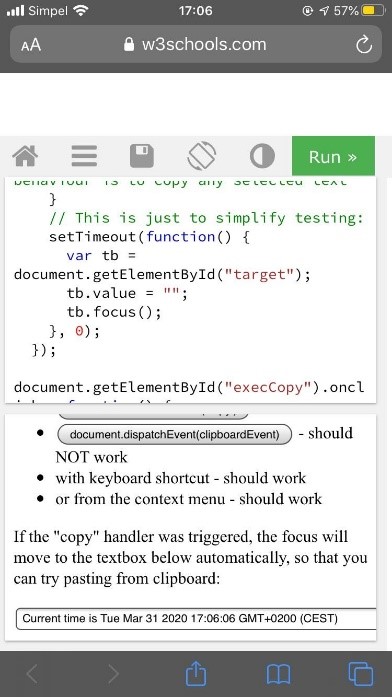 Simpel 17:06 57%
AA w3schools.com
Run »
behaviour is to copy any selected text
}
// This is just to simplify testing:
setTimeout(function() {
var tb =
document.getElementById("target");
tb.value = "";
tb.focus();
}, 0);
});
document.getElementById("execCopy").oncl
document.dispatchEvent(clipboardEvent) - should
NOT work
with keyboard shortcut - should work
or from the context menu - should work
If the "copy" handler was triggered, the focus will
move to the textbox below automatically, so that you
can try pasting from clipboard:
Current time is Tue Mar 31 2020 17:06:06 GMT+0200 (CEST)